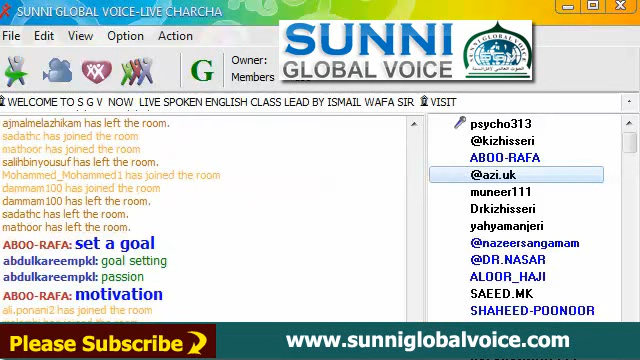 SUNNI GLOBAL VOICE-LIVE CHARCHA
File Edit View Option Action
SUNNI
GLOBAL VOICE
G
Owner:
Members
WELCOME TO S G V NOW LIVE SPOKEN ENGLISH CLASS LEAD BY ISMAIL WAFA SIR VISIT
ajmalmelazhikam has left the room.
sadathc has joined the room
mathoor has joined the room
salihbinyousuf has left the room.
Mohammed_Mohammed1 has joined the room
dammam100 has joined the room
dammam100 has left the room.
sadathc has left the room.
mathoor has left the room.
ABOO-RAFA: set a goal
abdulkareempkl: goal setting
abdulkareempkl: passion
ABOO-RAFA: motivation
ali.ponani2 has joined the room
psycho313
@kizhisseri
ABOO-RAFA
@azi.uk
muneer111
Drkizhisseri
yahyamanjeri
@nazeersangamam
@DR.NASAR
ALOOR_HAJI
SAEED.MK
SHAHEED-POONOOR
Please Subscribe
www.sunniglobalvoice.com